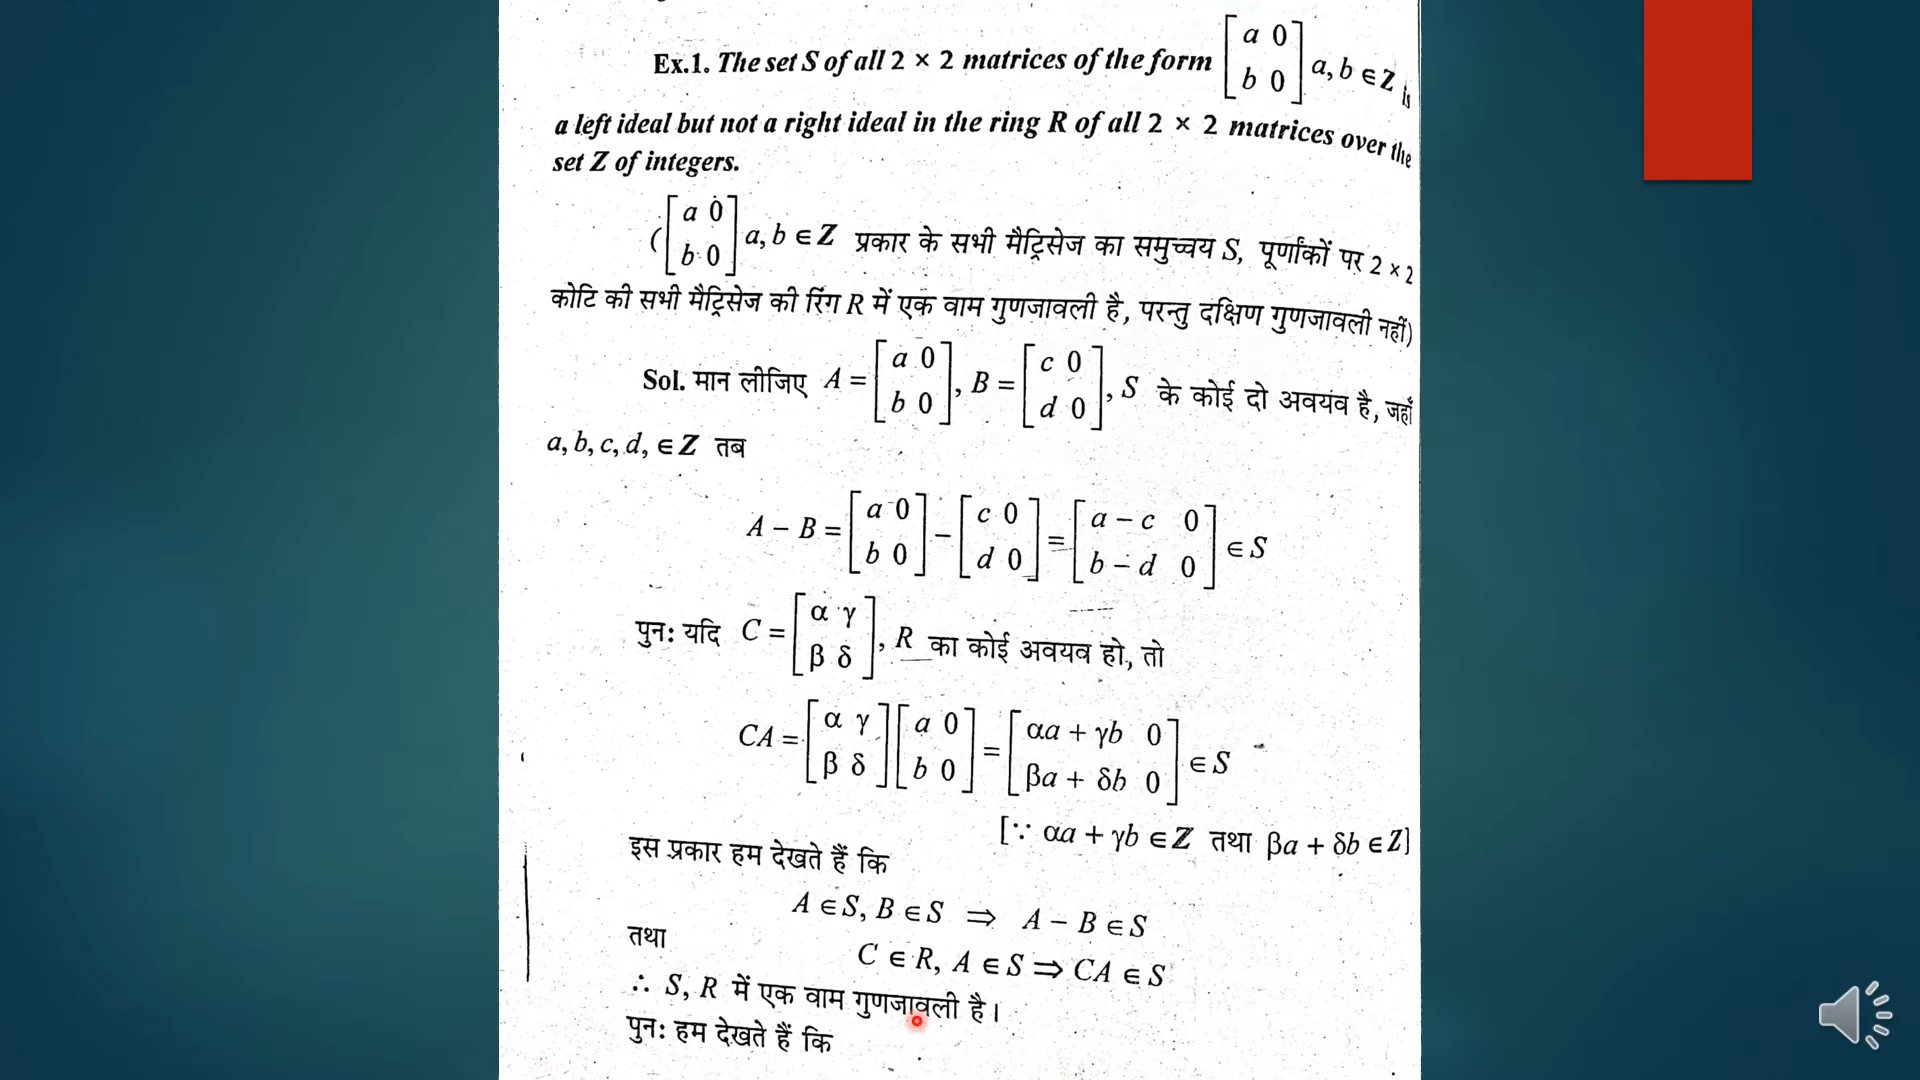 Ex.1. The set S of all 2 × 2 matrices of the form [a 0; b 0] a, b ∈ Z is
a left ideal but not a right ideal in the ring R of all 2 × 2 matrices over the
set Z of integers.
([a 0; b 0] a, b ∈ Z प्रकार के सभी मैट्रिसेज का समुच्चय S, पूर्णांकों पर 2 × 2
कोटि की सभी मैट्रिसेज की रिंग R में एक वाम गुणजावली है, परन्तु दक्षिण गुणजावली नहीं)
Sol. मान लीजिए A = [a 0; b 0], B = [c 0; d 0], S के कोई दो अवयव है, जहाँ
a, b, c, d, ∈ Z तब
A − B = [a 0; b 0] − [c 0; d 0] = [a − c 0; b − d 0] ∈ S
पुन: यदि C = [α γ; β δ], R का कोई अवयव हो, तो
CA = [α γ; β δ] [a 0; b 0] = [αa + γb 0; βa + δb 0] ∈ S
[∵ αa + γb ∈ Z तथा βa + δb ∈ Z]
इस प्रकार हम देखते हैं कि
A ∈ S, B ∈ S ⇒ A − B ∈ S
तथा
C ∈ R, A ∈ S ⇒ CA ∈ S
∴ S, R में एक वाम गुणजावली है।
पुन: हम देखते हैं कि